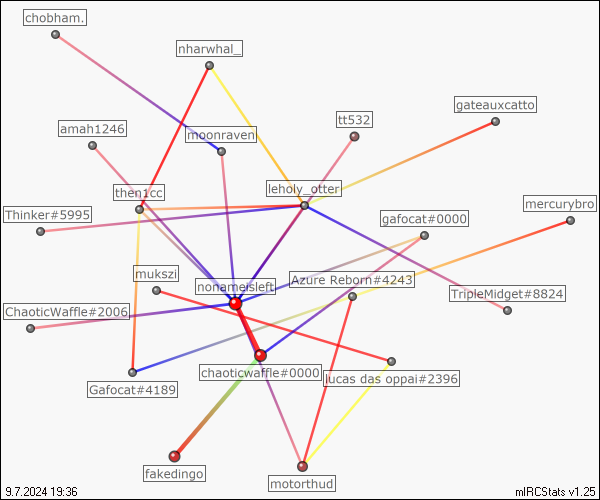 chobham.
nharwhal_
gateauxcatto
tt532
amah1246
moonraven
then1cc
leholy_otter
mercurybro
Thinker#5995
gafocat#0000
mukszi
nonameisleft
Azure Reborn#4243
TripleMidget#8824
ChaoticWaffle#2006
chaoticwaffle#0000
lucas das oppai#2396
Gafocat#4189
fakedingo
motorthud
9.7.2024 19:36
mIRCStats v1.25